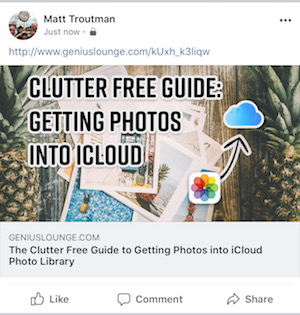 Matt Troutman
Just now ·
http://www.geniuslounge.com/kUxh_k3liqw
CLUTTER FREE GUIDE:
GETTING PHOTOS
INTO ICLOUD
GENIUSLOUNGE.COM
The Clutter Free Guide to Getting Photos into iCloud
Photo Library
Like
Comment
Share